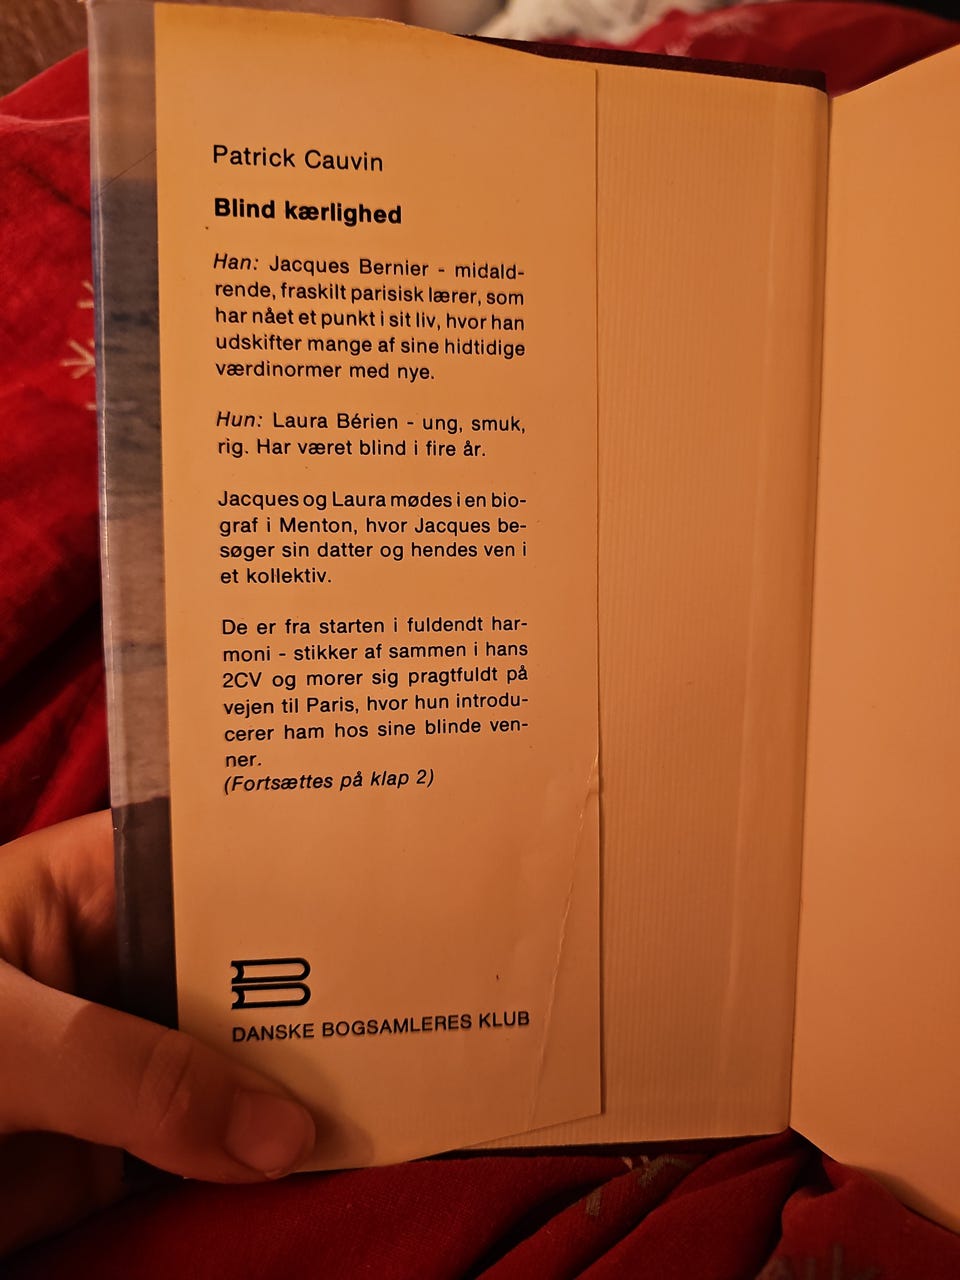 Patrick Cauvin
Blind kærlighed
Han: Jacques Bernier - midald-
rende, fraskilt parisisk lærer, som
har nået et punkt i sit liv, hvor han
udskifter mange af sine hidtidige
værdinormer med nye.
Hun: Laura Bérien - ung, smuk,
rig. Har været blind i fire år.
Jacques og Laura mødes i en bio-
graf i Menton, hvor Jacques be-
søger sin datter og hendes ven i
et kollektiv.
De er fra starten i fuldendt har-
moni - stikker af sammen i hans
2CV og morer sig pragtfuldt på
vejen til Paris, hvor hun introdu-
cerer ham hos sine blinde ven-
ner.
(Fortsættes på klap 2)
DANSKE BOGSAMLERES KLUB